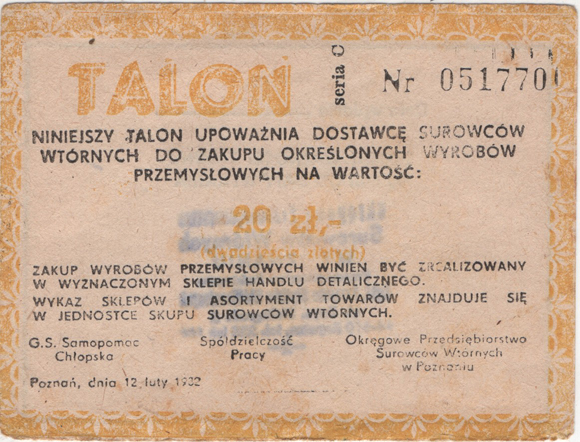 TALON
seria C
Nr 0517700
NINIEJSZY TALON UPOWAŻNIA DOSTAWCĘ SUROWCÓW
WTÓRNYCH DO ZAKUPU OKREŚLONYCH WYROBÓW
PRZEMYSŁOWYCH NA WARTOŚĆ:
20 zł,-
(dwadzieścia złotych)
ZAKUP WYROBÓW PRZEMYSŁOWYCH WINIEN BYĆ ZREALIZOWANY
W WYZNACZONYM SKLEPIE HANDLU DETALICZNEGO.
WYKAZ SKLEPÓW I ASORTYMENT TOWARÓW ZNAJDUJE SIĘ
W JEDNOSTCE SKUPU SUROWCÓW WTÓRNYCH.
G.S. Samopomoc
Chłopska
Spółdzielczość
Pracy
Okręgowe Przedsiębiorstwo
Surowców Wtórnych
w Poznaniu
Poznań, dnia 12 luty 1982